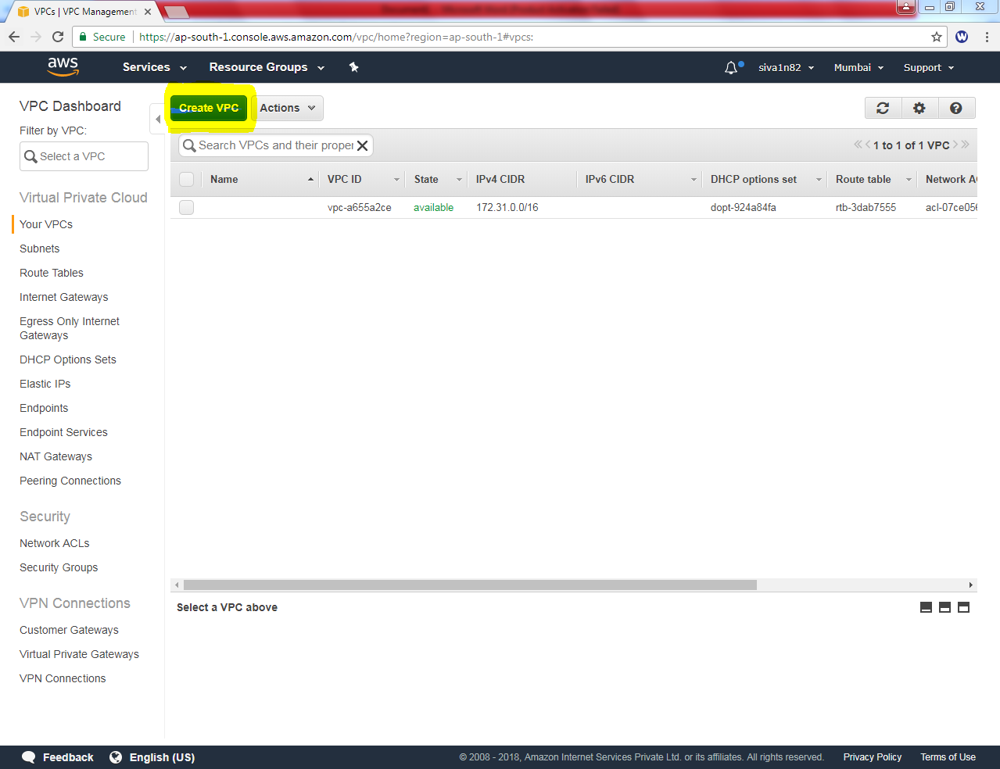 VPCs | VPC Management
Secure
https://ap-south-1.console.aws.amazon.com/vpc/home?region=ap-south-1#vpcs:
W
aws
Services
Resource Groups
siva1n82
Mumbai
Support
VPC Dashboard
Filter by VPC:
Select a VPC
Virtual Private Cloud
Your VPCs
Subnets
Route Tables
Internet Gateways
Egress Only Internet
Gateways
DHCP Options Sets
Elastic IPs
Endpoints
Endpoint Services
NAT Gateways
Peering Connections
Security
Network ACLs
Security Groups
VPN Connections
Customer Gateways
Virtual Private Gateways
VPN Connections
Create VPC
Actions
Search VPCs and their proper
1 to 1 of 1 VPC
Name VPC ID State IPv4 CIDR IPv6 CIDR DHCP options set Route table Network A
vpc-a655a2ce available 172.31.0.0/16 dopt-924a84fa rtb-3dab7555 acl-07ce056
Select a VPC above
Feedback
English (US)
© 2008 - 2018, Amazon Internet Services Private Ltd. or its affiliates. All rights reserved.
Privacy Policy
Terms of Use